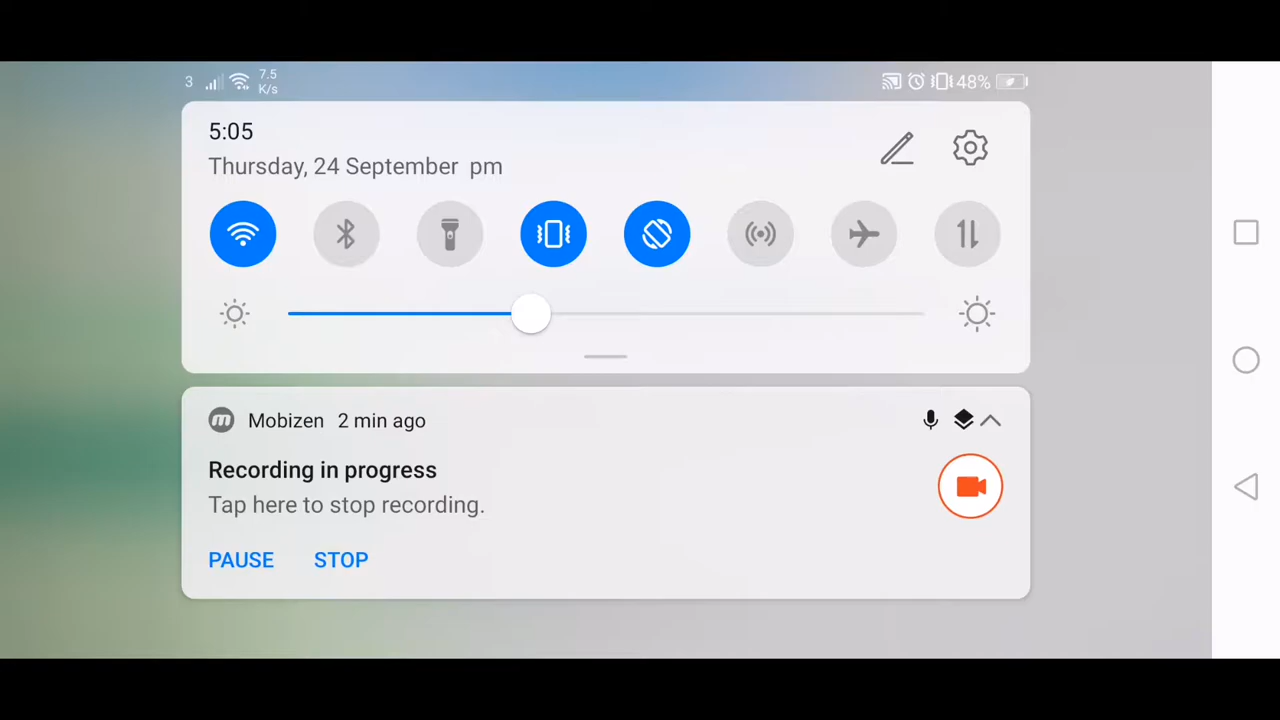 3 7.5 K/s 48%
5:05
Thursday, 24 September pm
Mobizen 2 min ago
Recording in progress
Tap here to stop recording.
PAUSE STOP